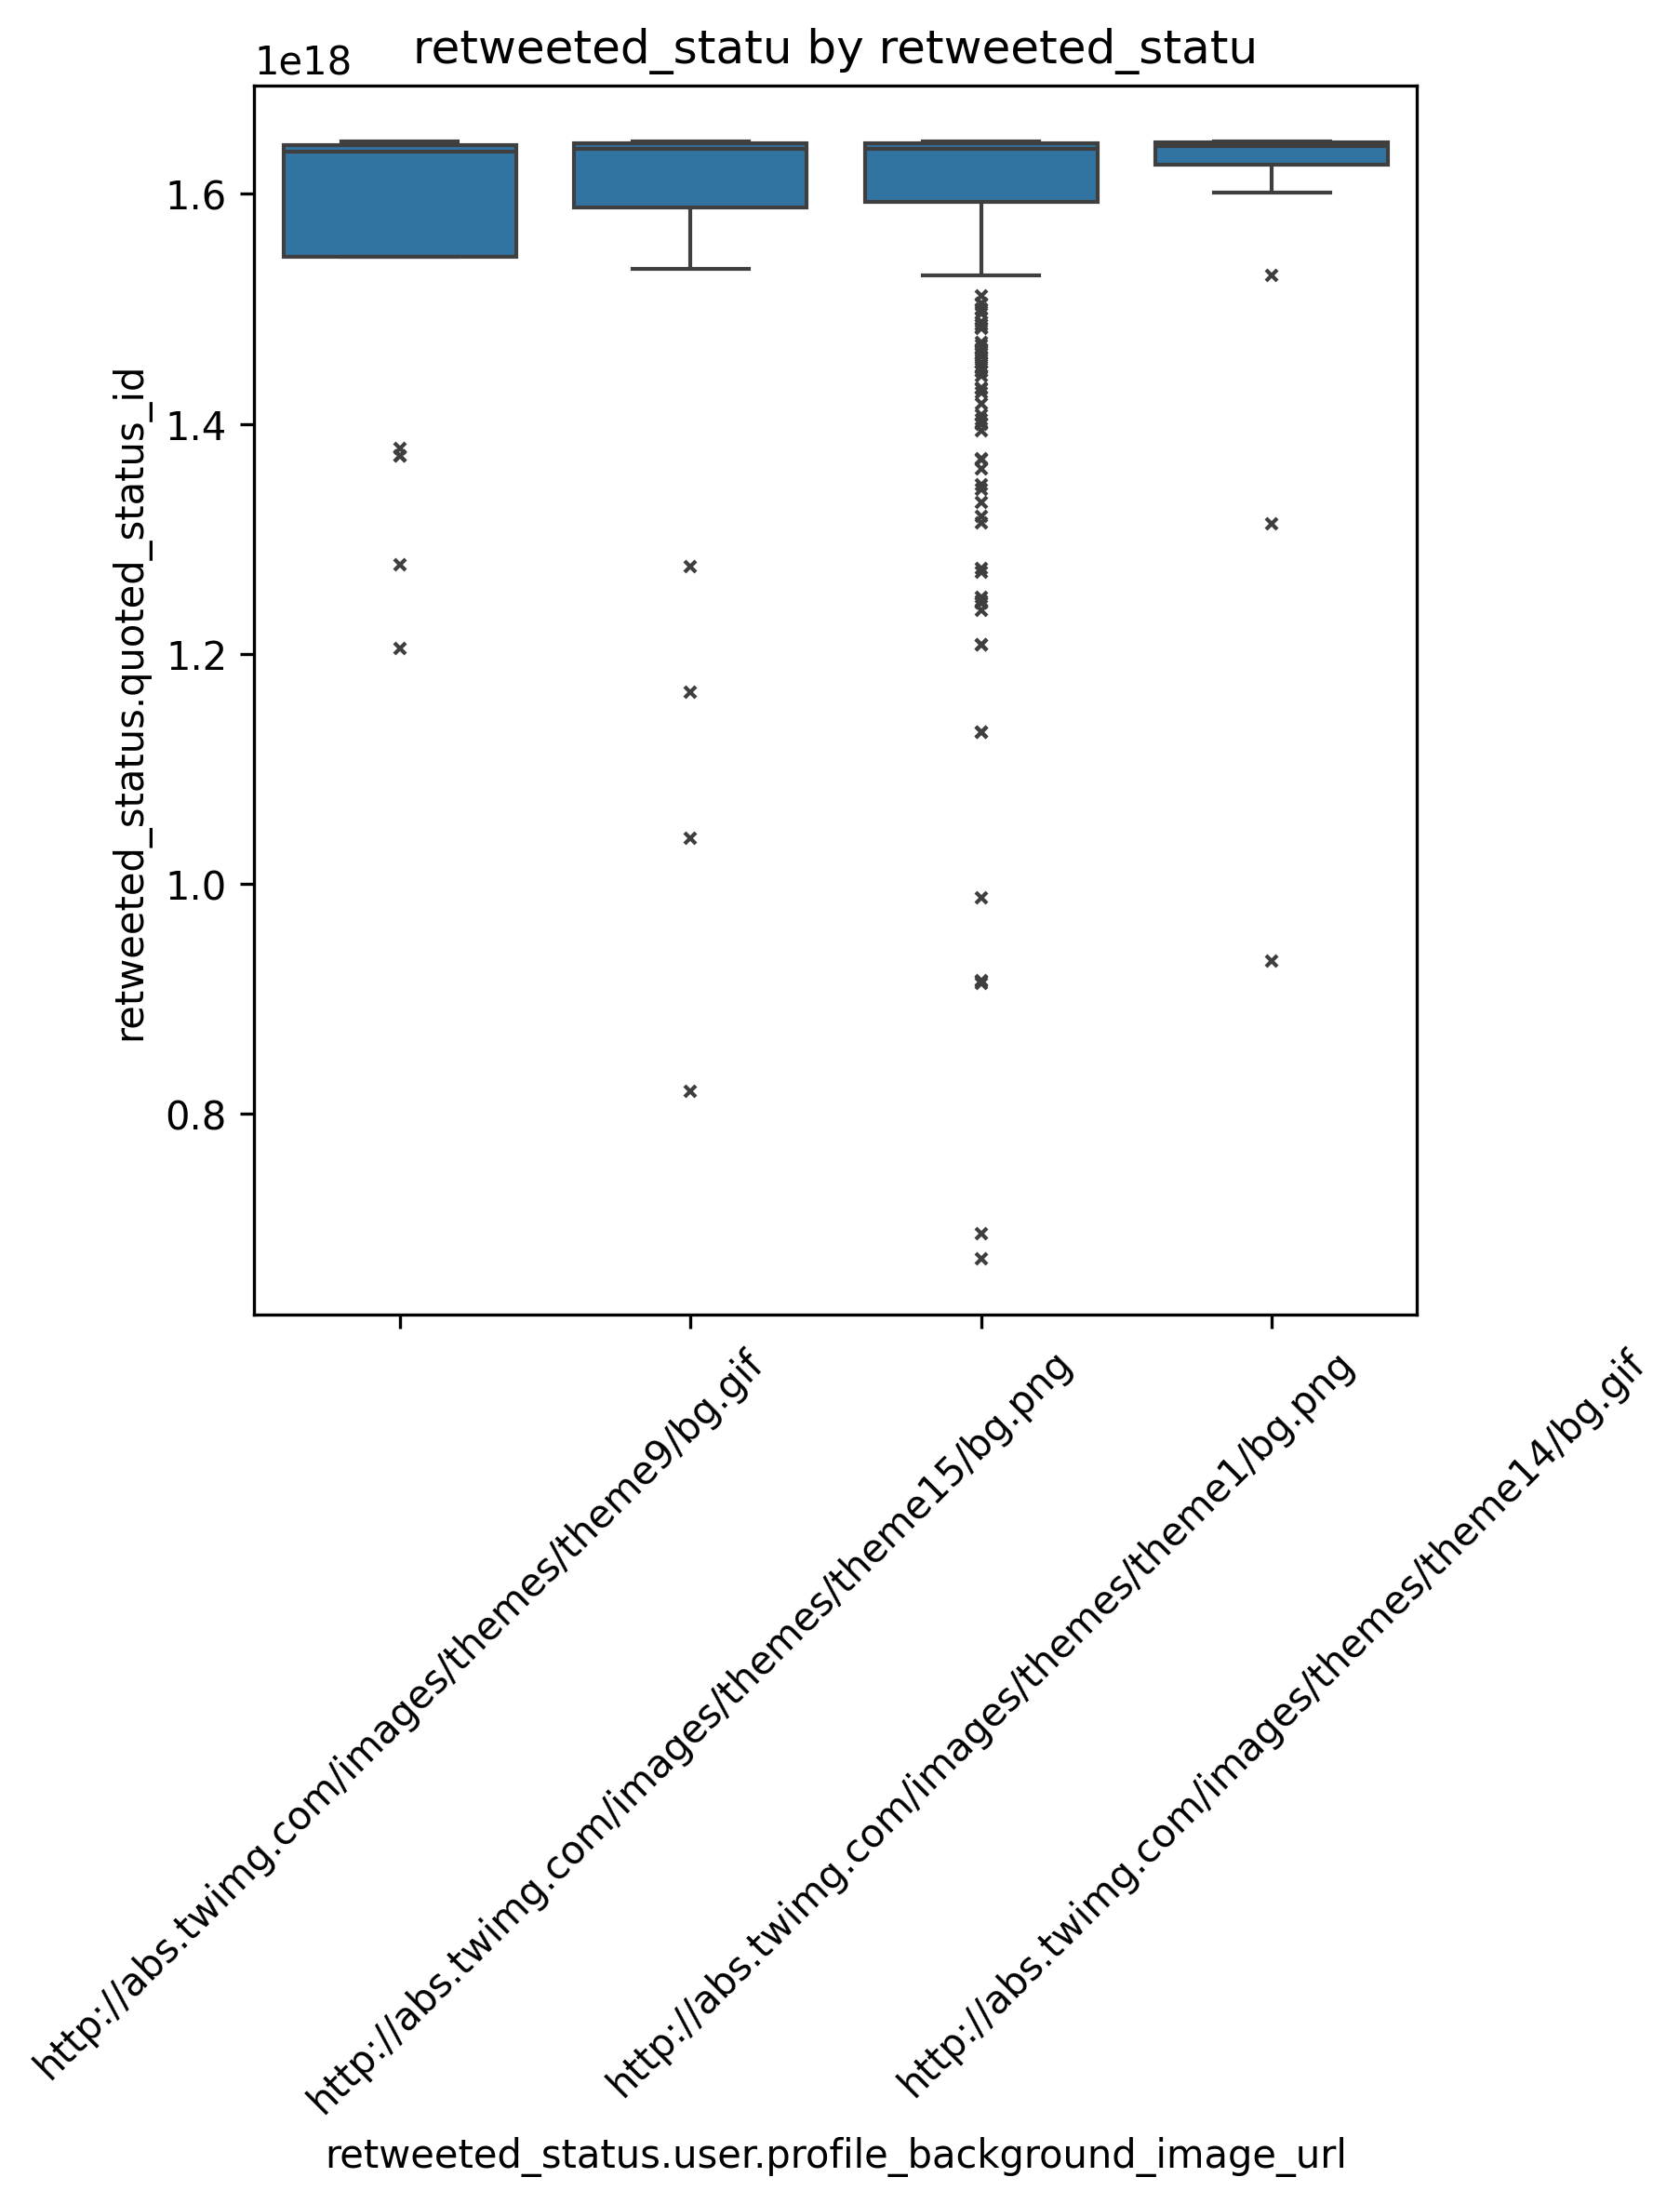 retweeted_statu by retweeted_statu
1e18
1.6
1.4
1.2
1.0
0.8
retweeted_status.quoted_status_id
http://abs.twimg.com/images/themes/theme9/bg.gif
http://abs.twimg.com/images/themes/theme15/bg.png
http://abs.twimg.com/images/themes/theme1/bg.png
http://abs.twimg.com/images/themes/theme14/bg.gif
retweeted_status.user.profile_background_image_url